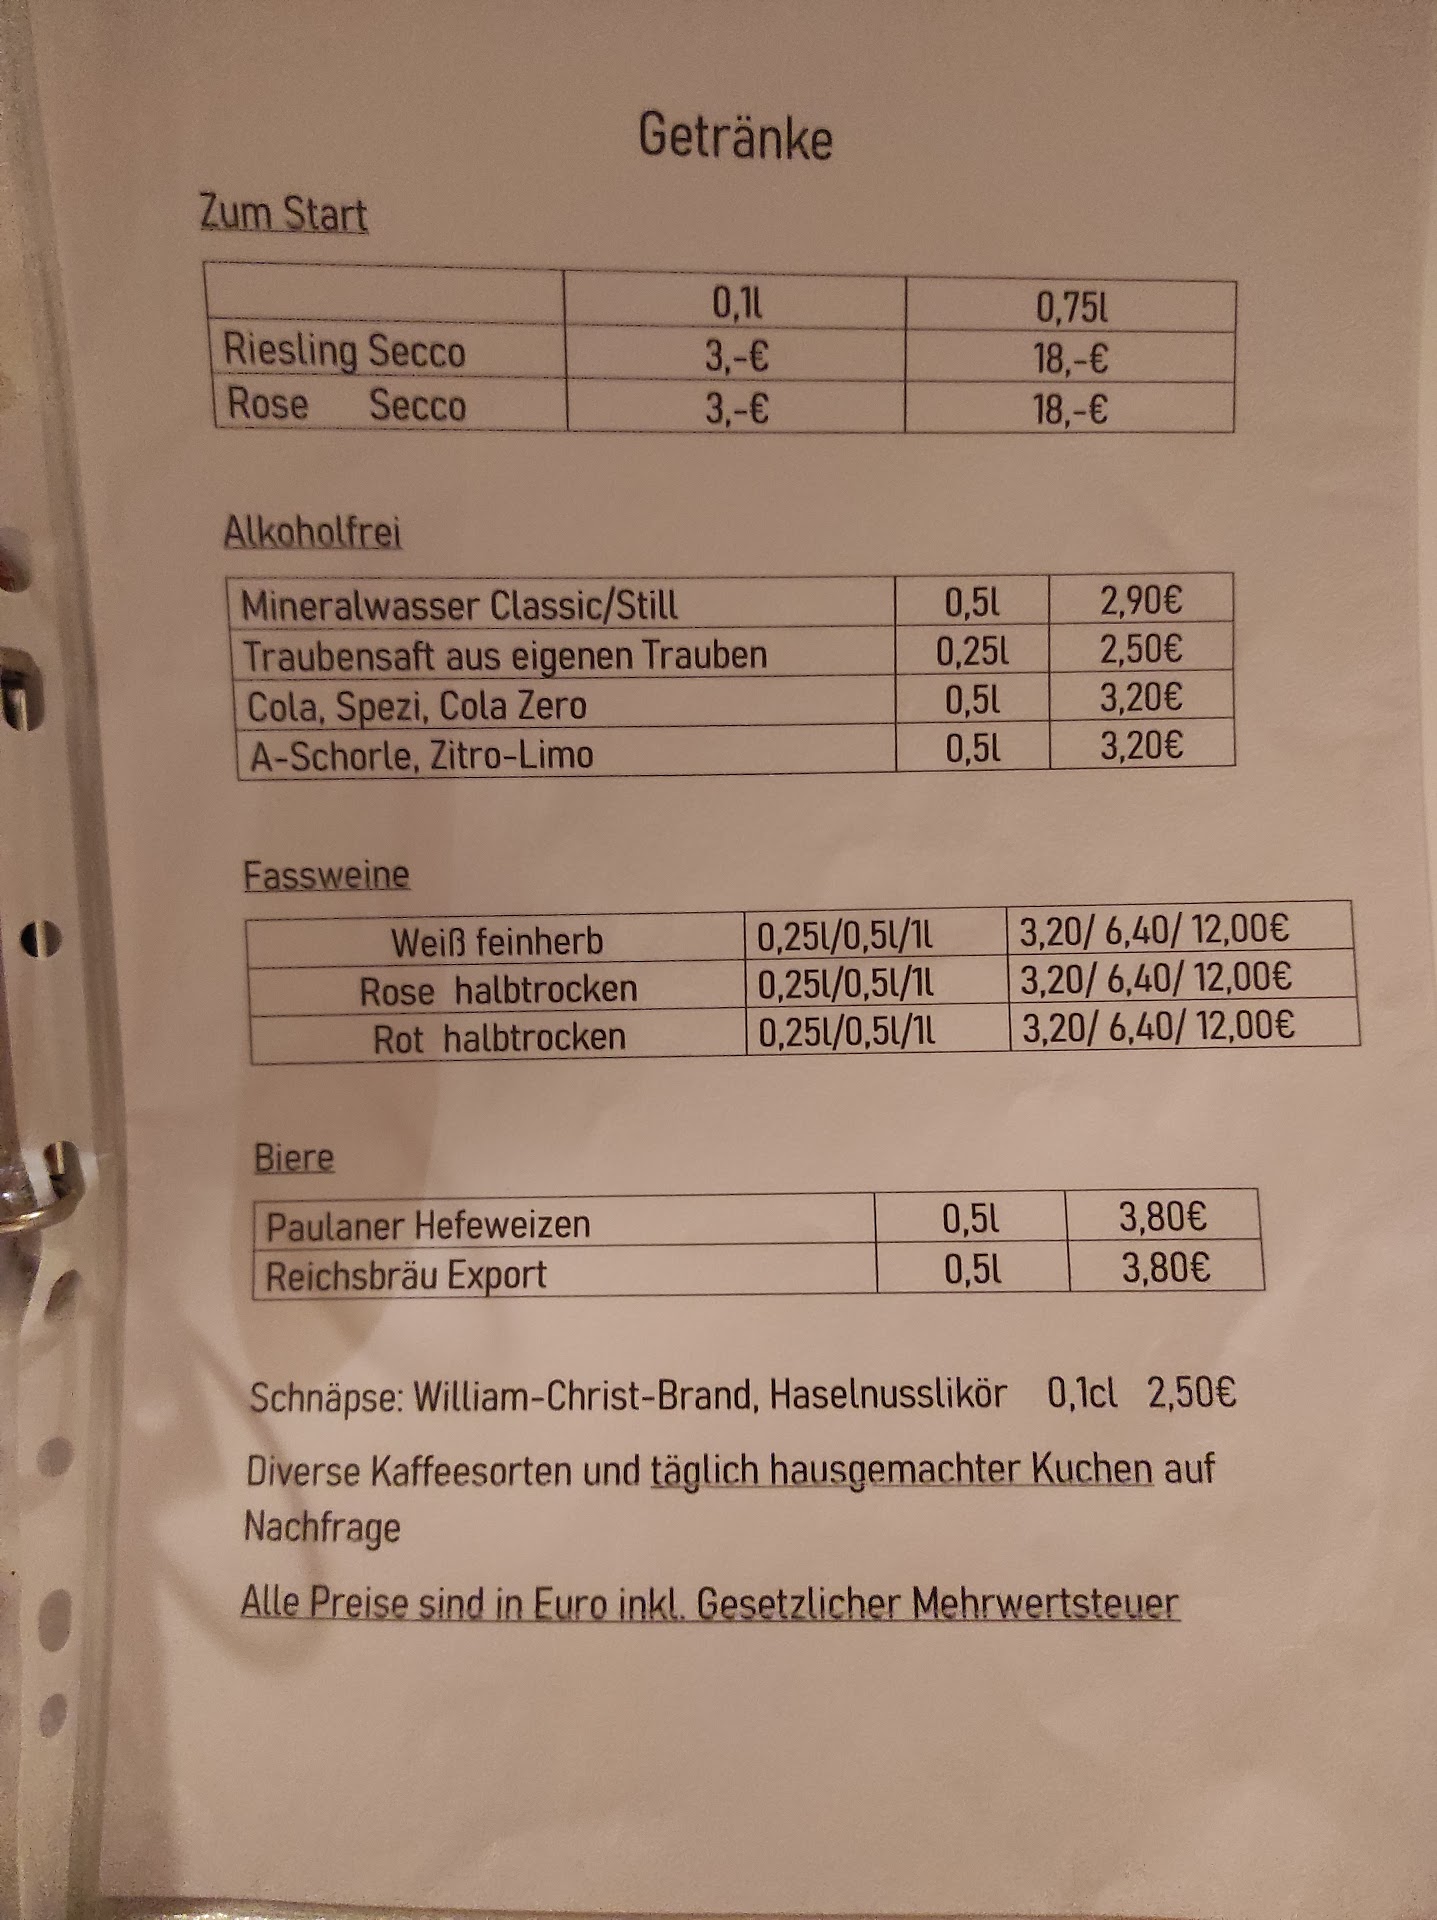 Getränke
Zum Start
0,1l 0,75l
Riesling Secco 3,-€ 18,-€
Rose Secco 3,-€ 18,-€
Alkoholfrei
Mineralwasser Classic/Still 0,5l 2,90€
Traubensaft aus eigenen Trauben 0,25l 2,50€
Cola, Spezi, Cola Zero 0,5l 3,20€
A-Schorle, Zitro-Limo 0,5l 3,20€
Fassweine
Weiß feinherb 0,25l/0,5l/1l 3,20/ 6,40/ 12,00€
Rose halbtrocken 0,25l/0,5l/1l 3,20/ 6,40/ 12,00€
Rot halbtrocken 0,25l/0,5l/1l 3,20/ 6,40/ 12,00€
Biere
Paulaner Hefeweizen 0,5l 3,80€
Reichsbräu Export 0,5l 3,80€
Schnäpse: William-Christ-Brand, Haselnusslikör 0,1cl 2,50€
Diverse Kaffeesorten und täglich hausgemachter Kuchen auf
Nachfrage
Alle Preise sind in Euro inkl. Gesetzlicher Mehrwertsteuer